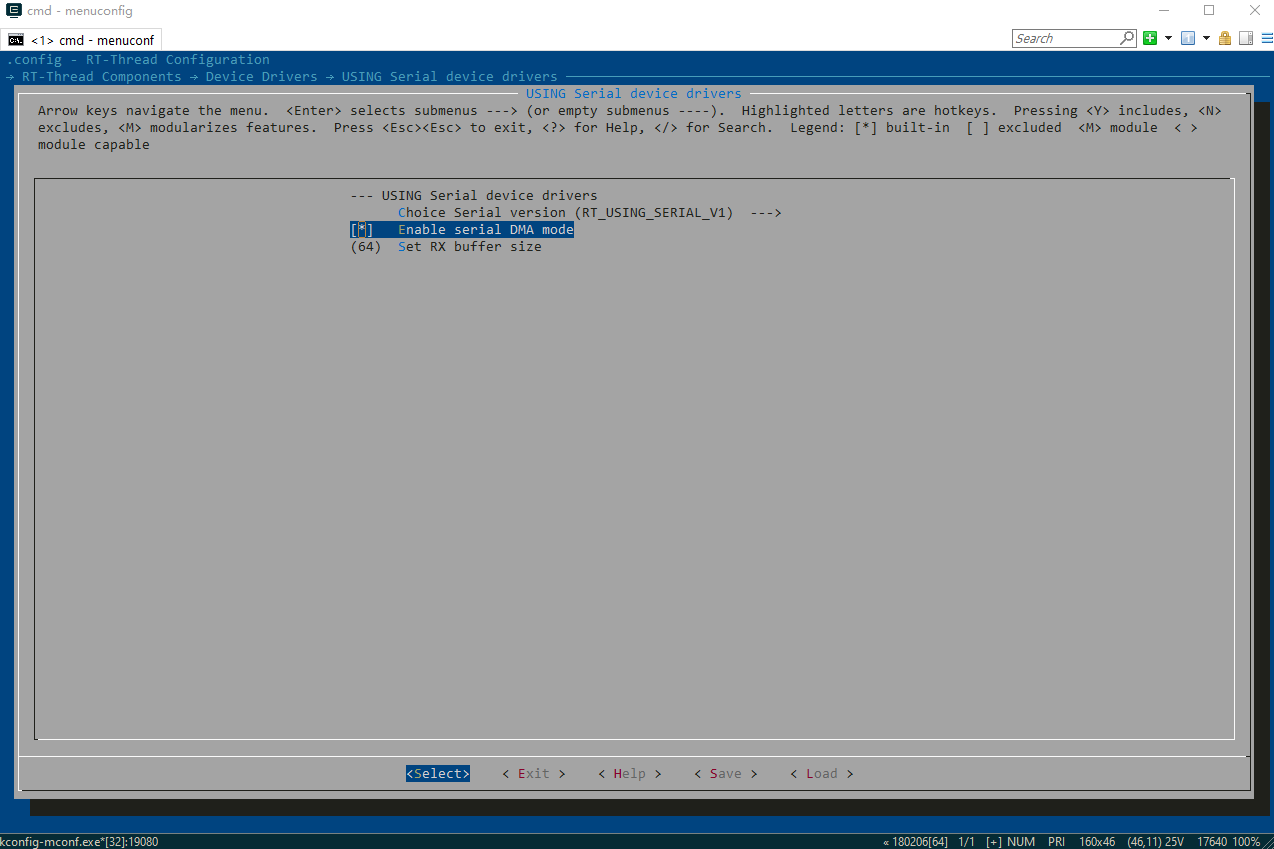 cmd - menuconfig
<1> cmd - menuconf
Search
.config - RT-Thread Configuration
→ RT-Thread Components → Device Drivers → USING Serial device drivers
USING Serial device drivers
Arrow keys navigate the menu.  <Enter> selects submenus ---> (or empty submenus ----).  Highlighted letters are hotkeys.  Pressing <Y> includes, <N>
excludes, <M> modularizes features.  Press <Esc><Esc> to exit, <?> for Help, </> for Search.  Legend: [*] built-in  [ ] excluded  <M> module  < >
module capable
--- USING Serial device drivers
Choice Serial version (RT_USING_SERIAL_V1)  --->
[*]   Enable serial DMA mode
(64)  Set RX buffer size
<Select>    < Exit >    < Help >    < Save >    < Load >
kconfig-mconf.exe*[32]:19080    « 180206[64]  1/1  [+] NUM  PRI  160x46  (46,11) 25V  17640 100%